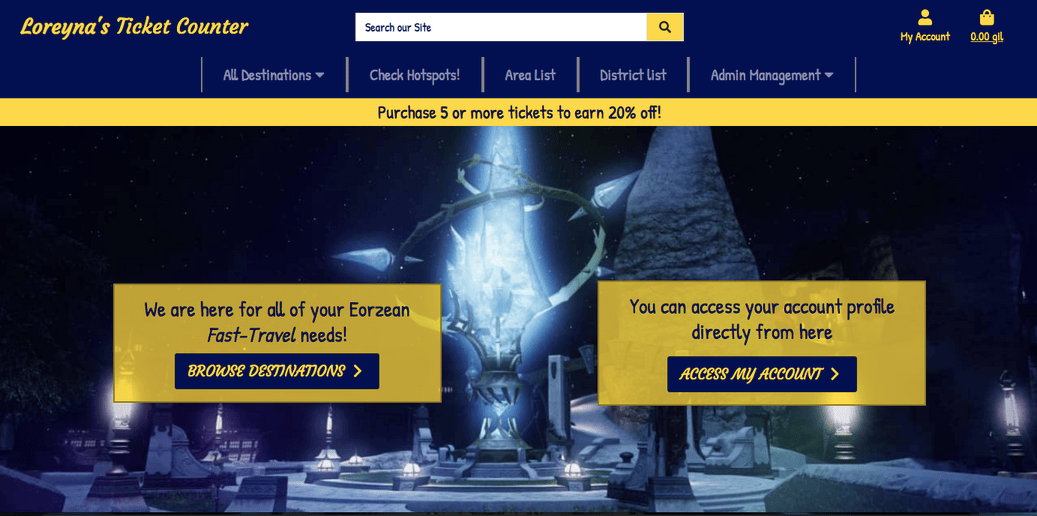 Loreyna's Ticket Counter
Search our Site
My Account
0.00 gil
All Destinations
Check Hotspots!
Area List
District list
Admin Management
Purchase 5 or more tickets to earn 20% off!
We are here for all of your Eorzean
Fast-Travel needs!
BROWSE DESTINATIONS
You can access your account profile
directly from here
ACCESS MY ACCOUNT